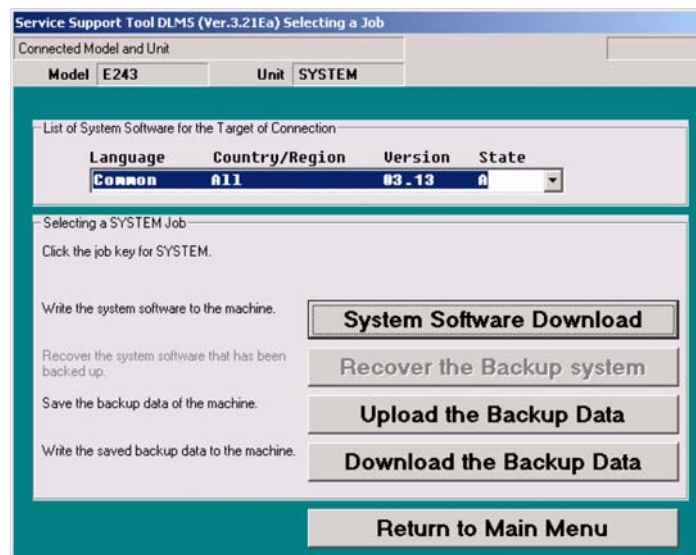 Service Support Tool DLM5 (Ver.3.21Ea) Selecting a Job
Connected Model and Unit
Model E243 Unit SYSTEM
List of System Software for the Target of Connection
Language Country/Region Version State
Common All 03.13 A
Selecting a SYSTEM Job
Click the job key for SYSTEM.
Write the system software to the machine.
System Software Download
Recover the system software that has been
backed up.
Recover the Backup system
Save the backup data of the machine.
Upload the Backup Data
Write the saved backup data to the machine.
Download the Backup Data
Return to Main Menu